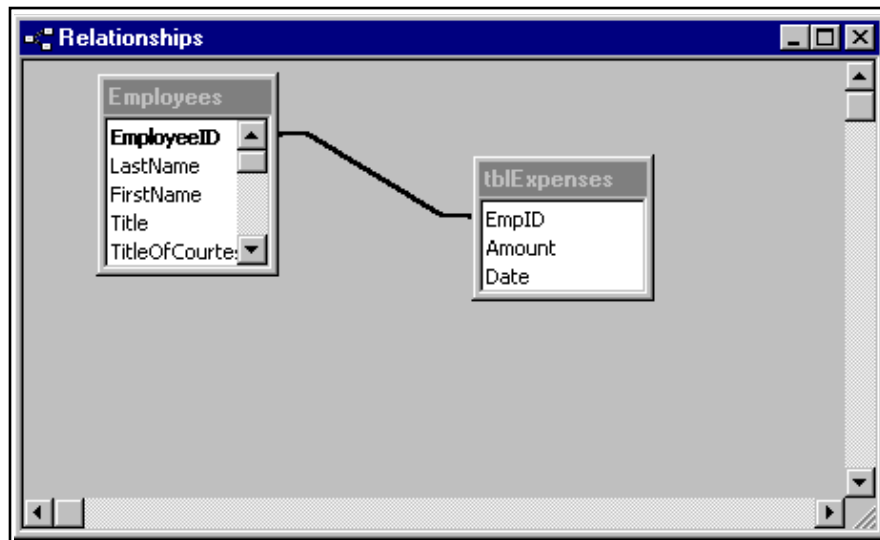 Relationships
Employees
EmployeeID
LastName
FirstName
Title
TitleOfCourte
tblExpenses
EmpID
Amount
Date